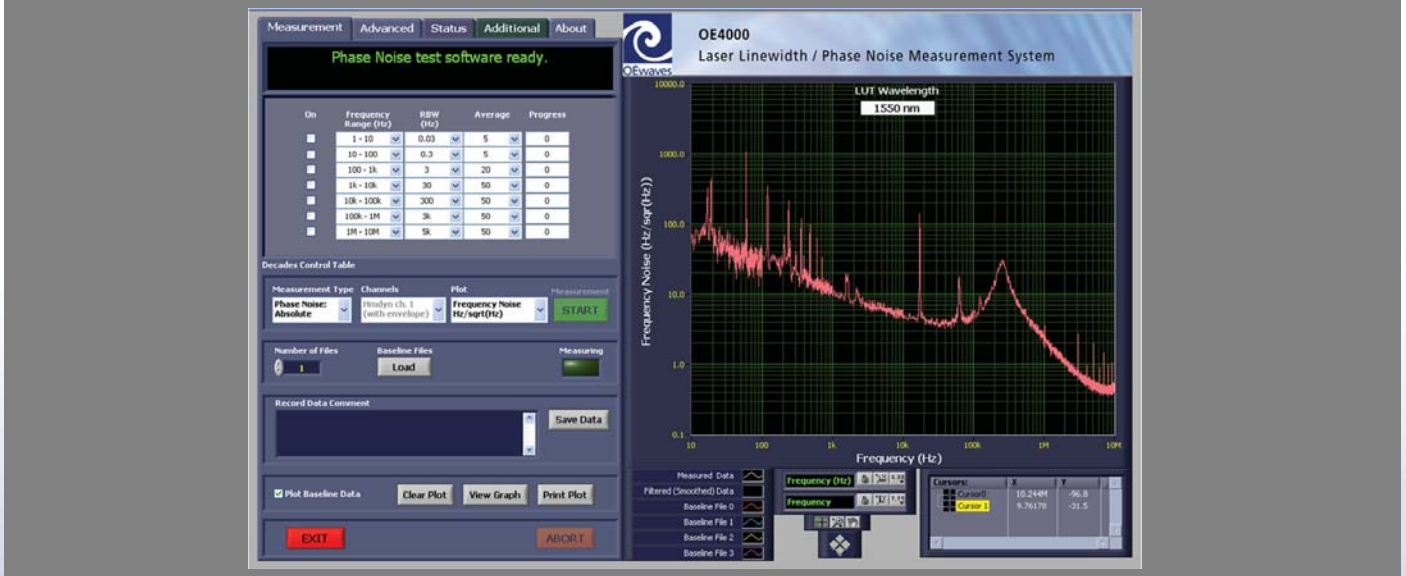 Measurement Advanced Status Additional About
Phase Noise test software ready.
On Frequency Range (Hz) RBW (Hz) Average Progress
1 - 10 0.03 5 0
10 - 100 0.3 5 0
100 - 1k 3 20 0
1k - 10k 30 50 0
10k - 100k 300 50 0
100k - 1M 3k 50 0
1M - 10M 5k 50 0
Decades Control Table
Measurement Type Channels Plot Measurement
Phase Noise: Absolute
Hmdyn ch. 1 (with envelope)
Frequency Noise Hz/sqrt(Hz)
START
Number of Files Baseline Files Measuring
1 Load
Record Data Comment
Save Data
Plot Baseline Data Clear Plot View Graph Print Plot
EXIT ABORT
OEwaves
OE4000
Laser Linewidth / Phase Noise Measurement System
LUT Wavelength
1550 nm
Frequency Noise (Hz/sqr(Hz))
10000.0
1000.0
100.0
10.0
1.0
0.1
10 100 1k 10k 100k 1M 10M
Frequency (Hz)
Measured Data
Filtered (Smoothed) Data
Baseline File 0
Baseline File 1
Baseline File 2
Baseline File 3
Frequency (Hz)
Frequency
Cursors: X Y
Cursor0 10.244M -96.8
Cursor 1 9.76178 -31.5